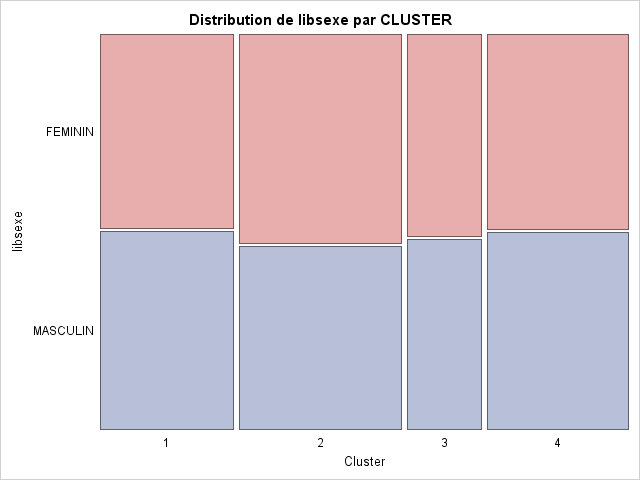 Distribution de libsexe par CLUSTER
FEMININ
libsexe
MASCULIN
1 2 3 4
Cluster